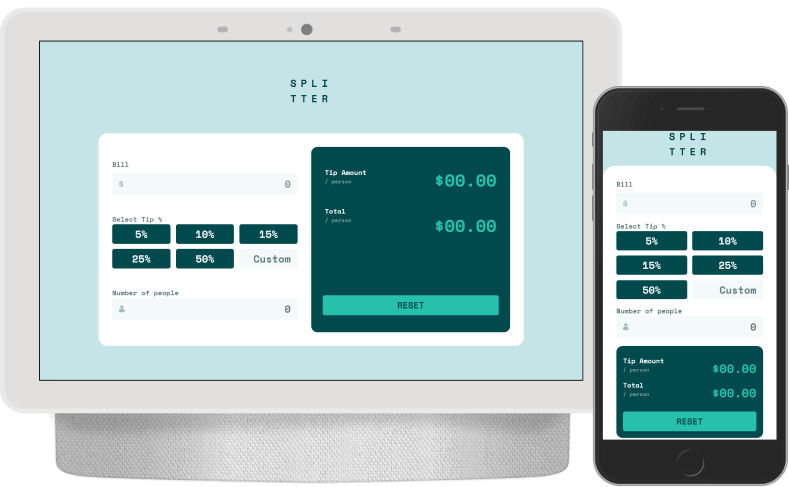 SPLI
TTER
Bill
$ 0
Select Tip %
5% 10% 15%
25% 50% Custom
Number of people
0
Tip Amount
/ person
$00.00
Total
/ person
$00.00
RESET
SPLI
TTER
Bill
$ 0
Select Tip %
5% 10%
15% 25%
50% Custom
Number of people
0
Tip Amount
/ person
$00.00
Total
/ person
$00.00
RESET